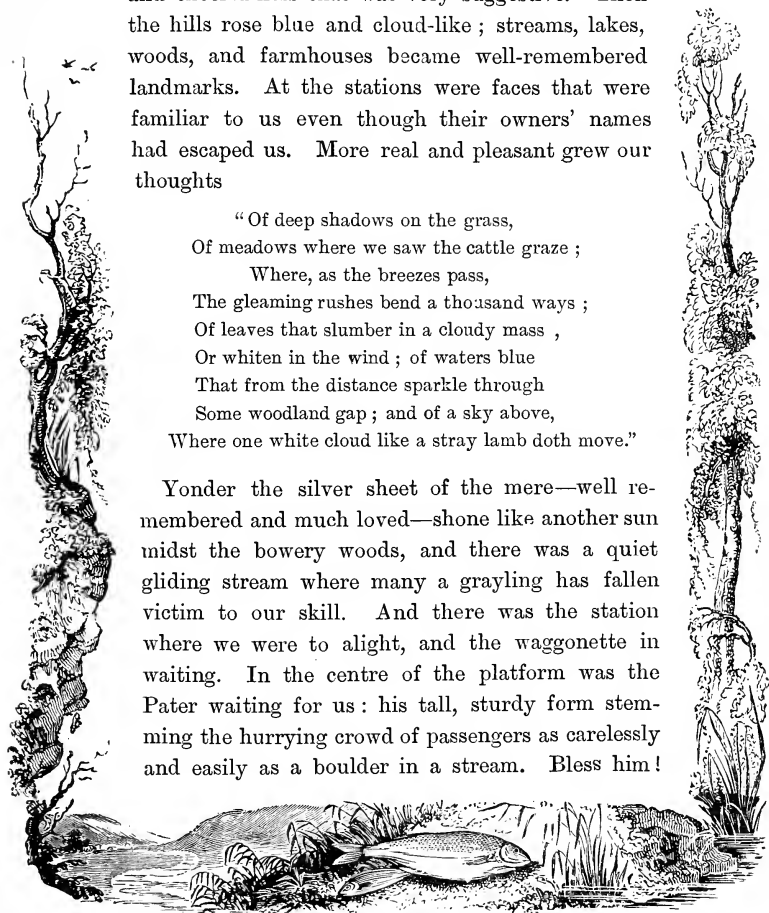 the hills rose blue and cloud-like ; streams, lakes,
woods, and farmhouses became well-remembered
landmarks. At the stations were faces that were
familiar to us even though their owners’ names
had escaped us. More real and pleasant grew our
thoughts
“ Of deep shadows on the grass,
Of meadows where we saw the cattle graze ;
Where, as the breezes pass,
The gleaming rushes bend a thousand ways ;
Of leaves that slumber in a cloudy mass ,
Or whiten in the wind ; of waters blue
That from the distance sparkle through
Some woodland gap ; and of a sky above,
Where one white cloud like a stray lamb doth move.”
Yonder the silver sheet of the mere—well re-
membered and much loved—shone like another sun
midst the bowery woods, and there was a quiet
gliding stream where many a grayling has fallen
victim to our skill. And there was the station
where we were to alight, and the waggonette in
waiting. In the centre of the platform was the
Pater waiting for us : his tall, sturdy form stem-
ming the hurrying crowd of passengers as carelessly
and easily as a boulder in a stream. Bless him !